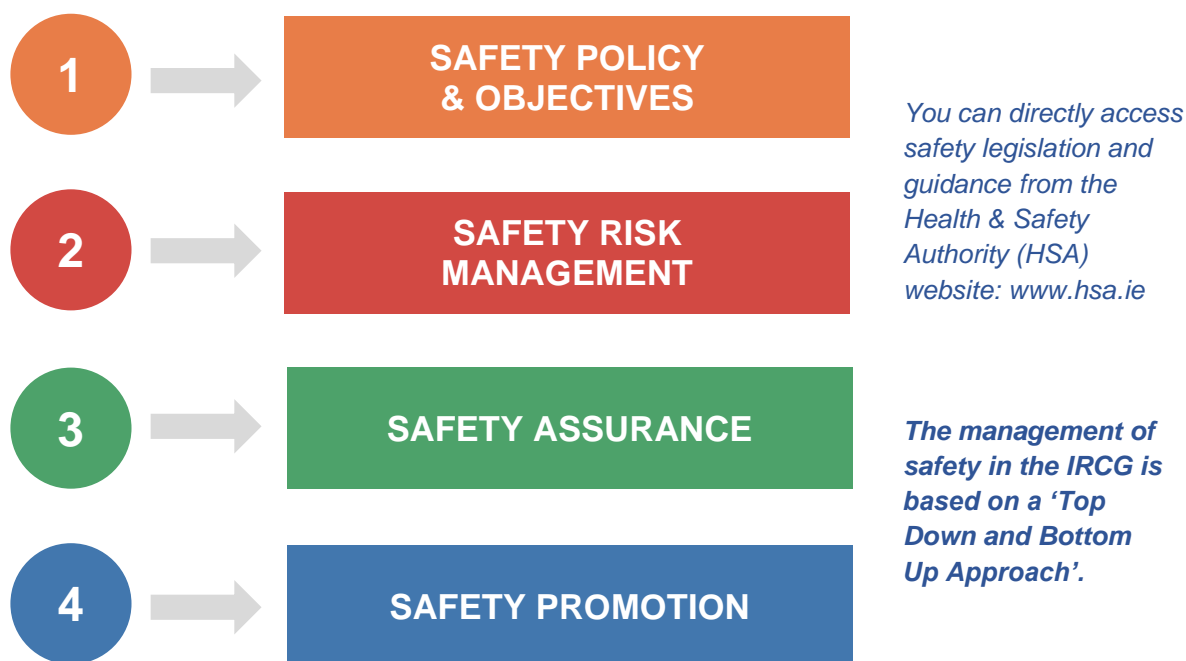 1
SAFETY POLICY
& OBJECTIVES
2
SAFETY RISK
MANAGEMENT
3
SAFETY ASSURANCE
4
SAFETY PROMOTION
You can directly access
safety legislation and
guidance from the
Health & Safety
Authority (HSA)
website: www.hsa.ie
The management of
safety in the IRCG is
based on a ‘Top
Down and Bottom
Up Approach’.